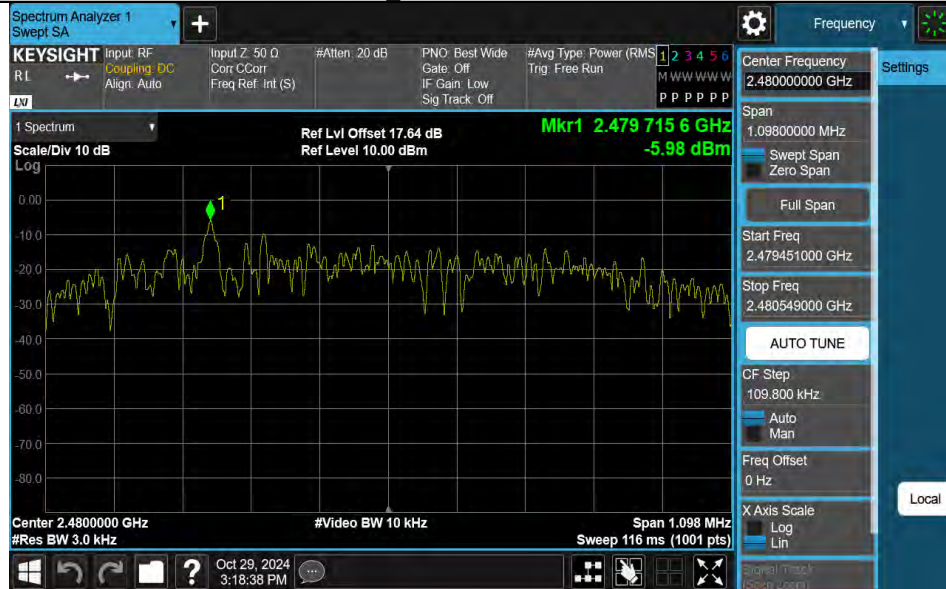 Spectrum Analyzer 1
Swept SA
+
Frequency
KEYSIGHT
RL
LXI
Input: RF
Coupling: DC
Align: Auto
Input Z: 50 Ω
Corr CCorr
Freq Ref: Int (S)
#Atten: 20 dB
PNO: Best Wide
Gate: Off
IF Gain: Low
Sig Track: Off
#Avg Type: Power (RMS
Trig: Free Run
1 2 3 4 5 6
M W W W W W
P P P P P P
1 Spectrum
Scale/Div 10 dB
Log
Ref Lvl Offset 17.64 dB
Ref Level 10.00 dBm
Mkr1 2.479 715 6 GHz
-5.98 dBm
1
0.00
-10.0
-20.0
-30.0
-40.0
-50.0
-60.0
-70.0
-80.0
Center 2.4800000 GHz
#Res BW 3.0 kHz
#Video BW 10 kHz
Span 1.098 MHz
Sweep 116 ms (1001 pts)
Center Frequency
2.480000000 GHz
Span
1.09800000 MHz
Swept Span
Zero Span
Full Span
Start Freq
2.479451000 GHz
Stop Freq
2.480549000 GHz
AUTO TUNE
CF Step
109.800 kHz
Auto
Man
Freq Offset
0 Hz
X Axis Scale
Log
Lin
Signal Track
(Span Zoom)
Settings
Local
?
Oct 29, 2024
3:18:38 PM